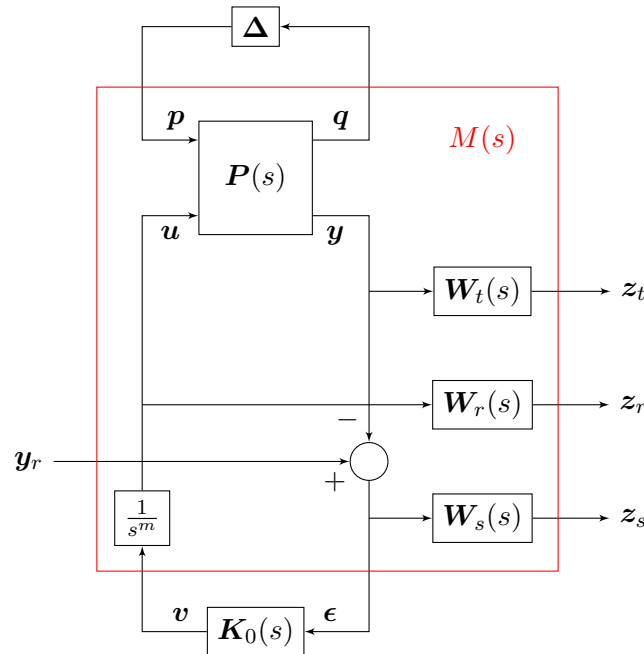 Δ
p
q
M(s)
P(s)
u
y
W_t(s)
z_t
W_r(s)
z_r
−
y_r
+
1/s^m
W_s(s)
z_s
v
K_0(s)
ϵ